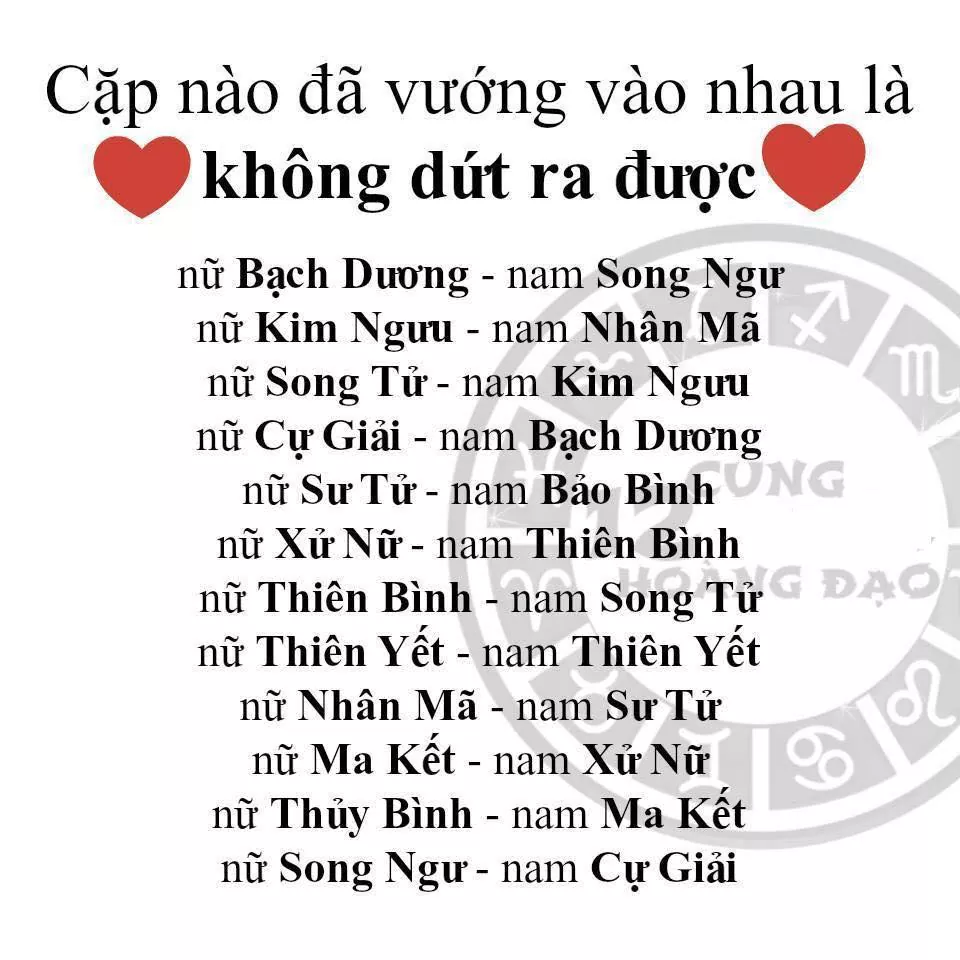 Cặp nào đã vướng vào nhau là
không dứt ra được
nữ Bạch Dương - nam Song Ngư
nữ Kim Ngưu - nam Nhân Mã
nữ Song Tử - nam Kim Ngưu
nữ Cự Giải - nam Bạch Dương
nữ Sư Tử - nam Bảo Bình
nữ Xử Nữ - nam Thiên Bình
nữ Thiên Bình - nam Song Tử
nữ Thiên Yết - nam Thiên Yết
nữ Nhân Mã - nam Sư Tử
nữ Ma Kết - nam Xử Nữ
nữ Thủy Bình - nam Ma Kết
nữ Song Ngư - nam Cự Giải
12 CUNG
HOÀNG ĐẠO